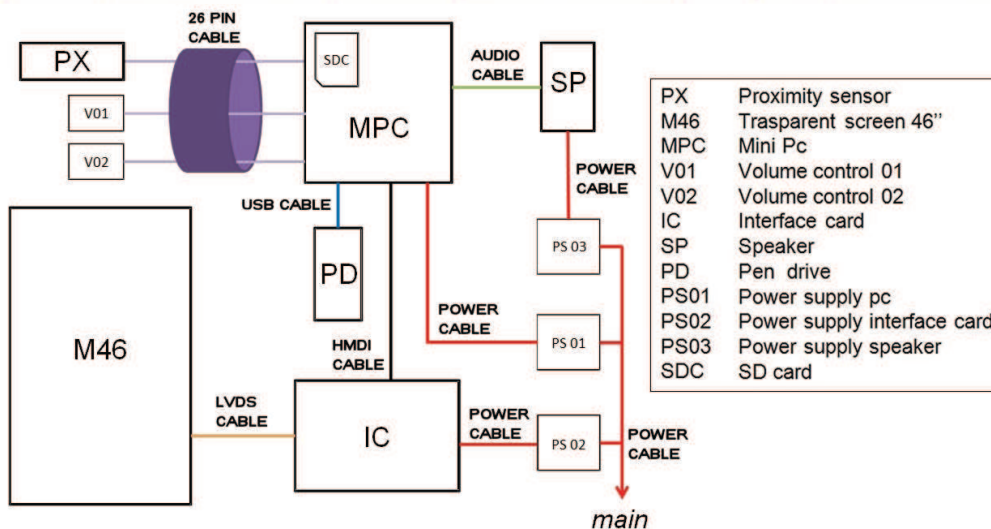 26 PIN
CABLE
PX
V01
V02
SDC
MPC
AUDIO
CABLE
SP
POWER
CABLE
USB CABLE
PD
PS 03
M46
HMDI
CABLE
POWER
CABLE
PS 01
LVDS
CABLE
IC
POWER
CABLE
PS 02
POWER
CABLE
main
PX Proximity sensor
M46 Trasparent screen 46''
MPC Mini Pc
V01 Volume control 01
V02 Volume control 02
IC Interface card
SP Speaker
PD Pen drive
PS01 Power supply pc
PS02 Power supply interface card
PS03 Power supply speaker
SDC SD card